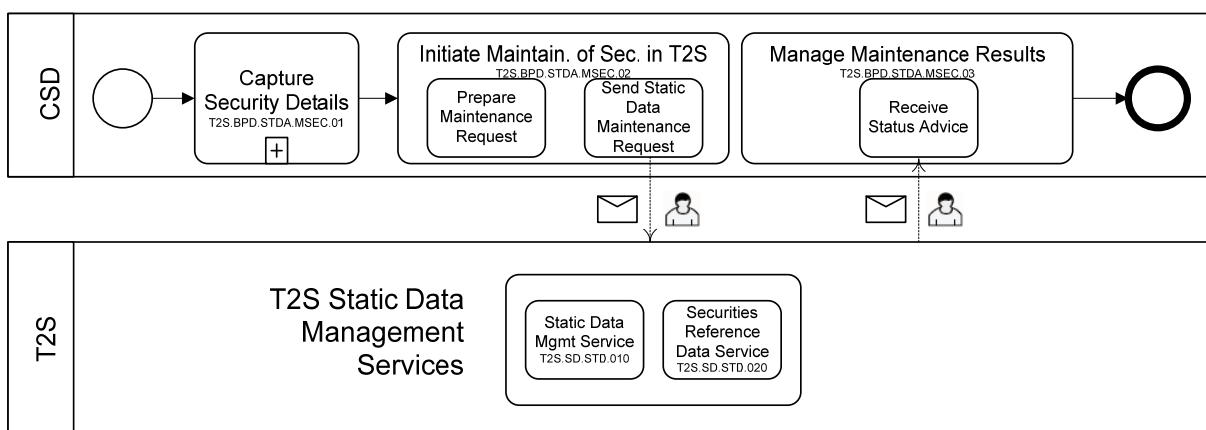 CSD
Capture
Security Details
T2S.BPD.STDA.MSEC.01
+
Initiate Maintain. of Sec. in T2S
T2S.BPD.STDA.MSEC.02
Prepare
Maintenance
Request
Send Static
Data
Maintenance
Request
Manage Maintenance Results
T2S.BPD.STDA.MSEC.03
Receive
Status Advice
T2S
T2S Static Data
Management
Services
Static Data
Mgmt Service
T2S.SD.STD.010
Securities
Reference
Data Service
T2S.SD.STD.020